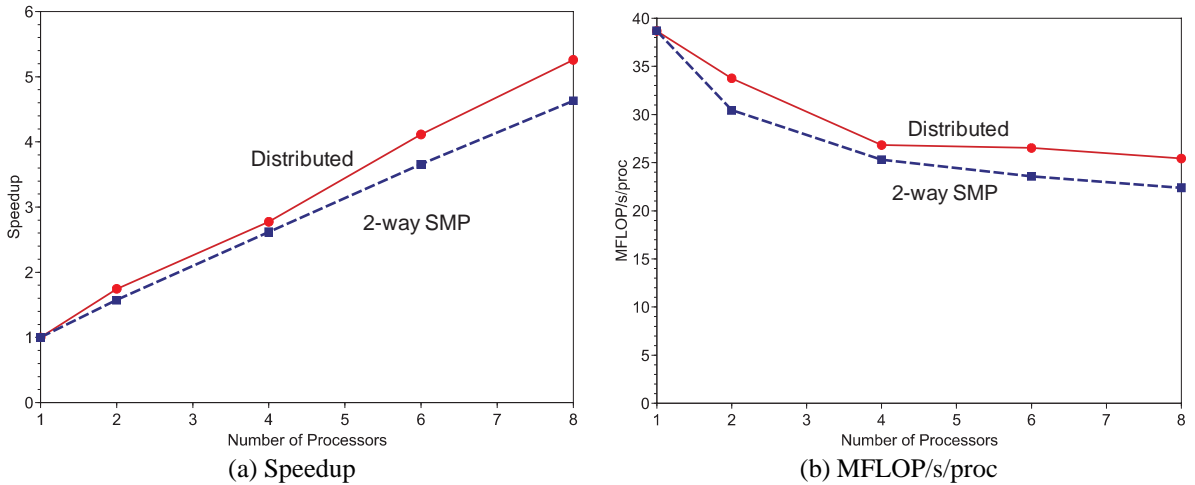 6
5
4
3
2
1
0
Speedup
Distributed
2-way SMP
1 2 3 4 5 6 7 8
Number of Processors
(a) Speedup
40
35
30
25
20
15
10
5
0
MFLOP/s/proc
Distributed
2-way SMP
1 2 3 4 5 6 7 8
Number of Processors
(b) MFLOP/s/proc